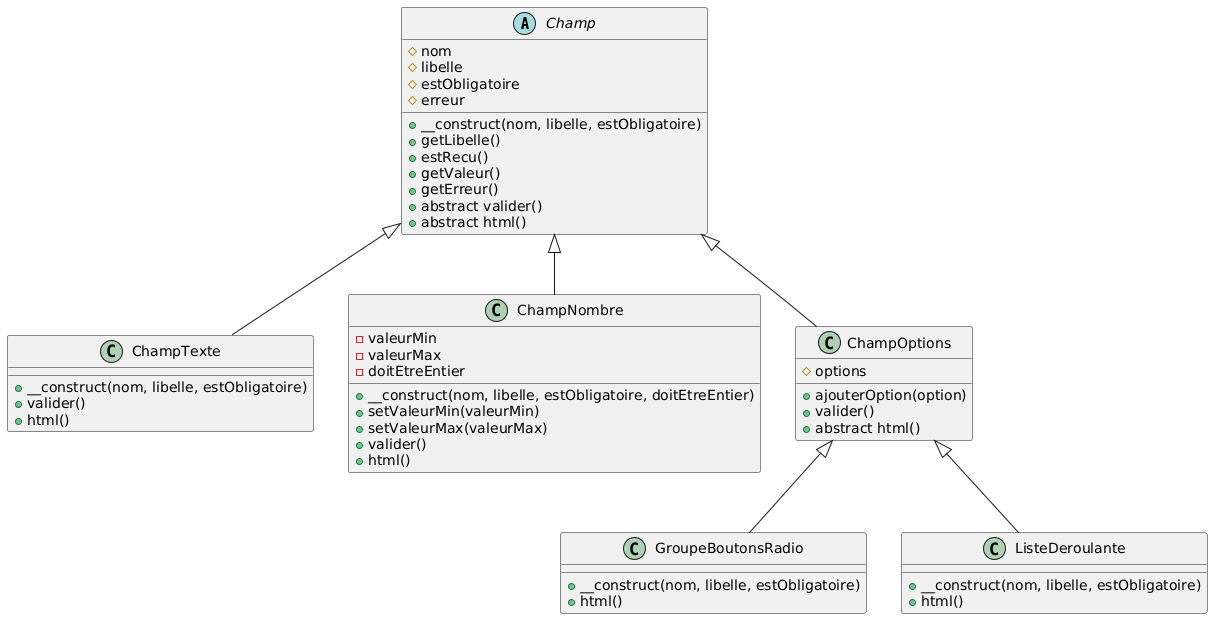 A Champ
nom
libelle
estObligatoire
erreur
__construct(nom, libelle, estObligatoire)
getLibelle()
estRecu()
getValeur()
getErreur()
abstract valider()
abstract html()
C ChampTexte
__construct(nom, libelle, estObligatoire)
valider()
html()
C ChampNombre
valeurMin
valeurMax
doitEtreEntier
__construct(nom, libelle, estObligatoire, doitEtreEntier)
setValeurMin(valeurMin)
setValeurMax(valeurMax)
valider()
html()
C ChampOptions
options
ajouterOption(option)
valider()
abstract html()
C GroupeBoutonsRadio
__construct(nom, libelle, estObligatoire)
html()
C ListeDeroulante
__construct(nom, libelle, estObligatoire)
html()